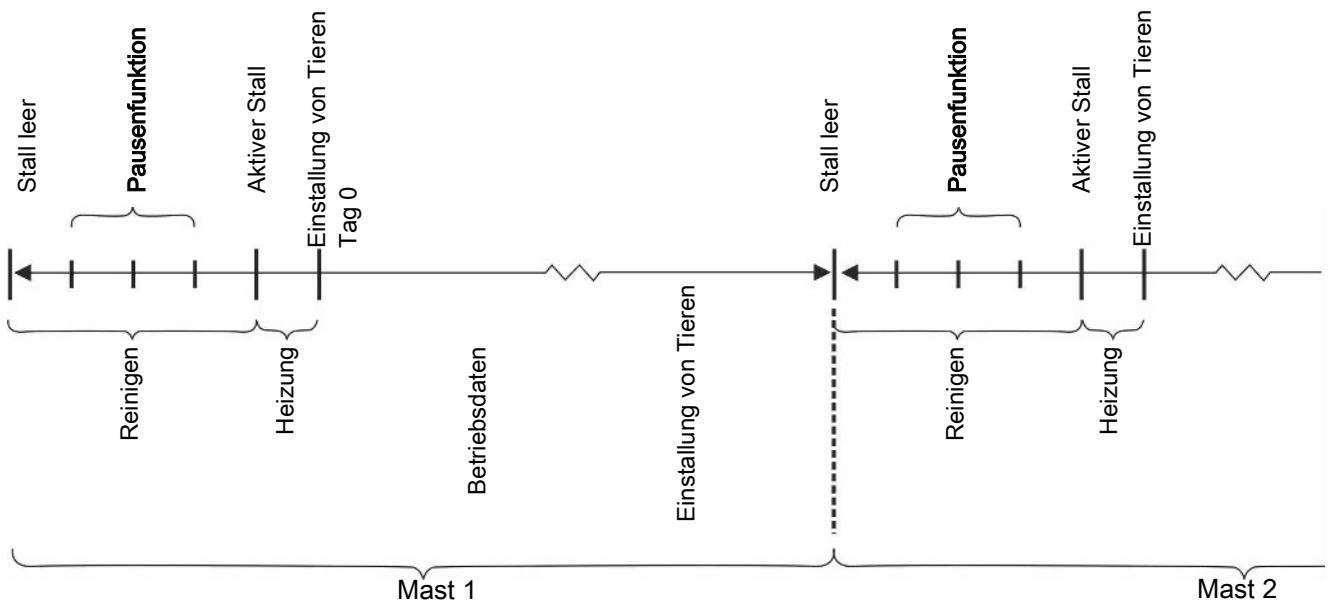 Stall leer
Pausenfunktion
Aktiver Stall
Einstallung von Tieren
Tag 0
Reinigen
Heizung
Betriebsdaten
Einstallung von Tieren
Mast 1
Stall leer
Pausenfunktion
Aktiver Stall
Einstallung von Tieren
Reinigen
Heizung
Mast 2